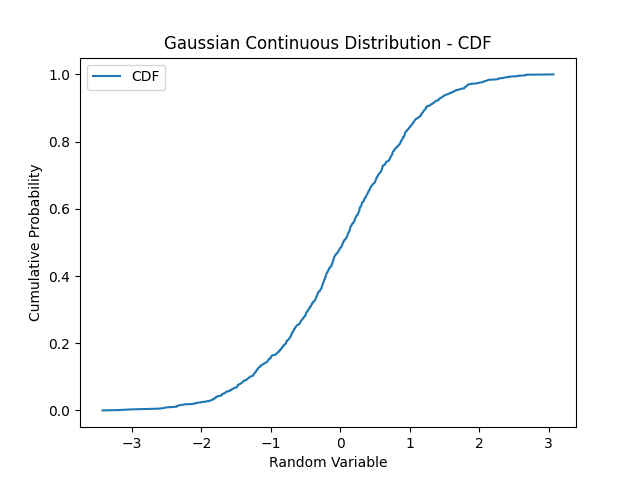 Gaussian Continuous Distribution - CDF
CDF
Cumulative Probability
1.0
0.8
0.6
0.4
0.2
0.0
−3 −2 −1 0 1 2 3
Random Variable